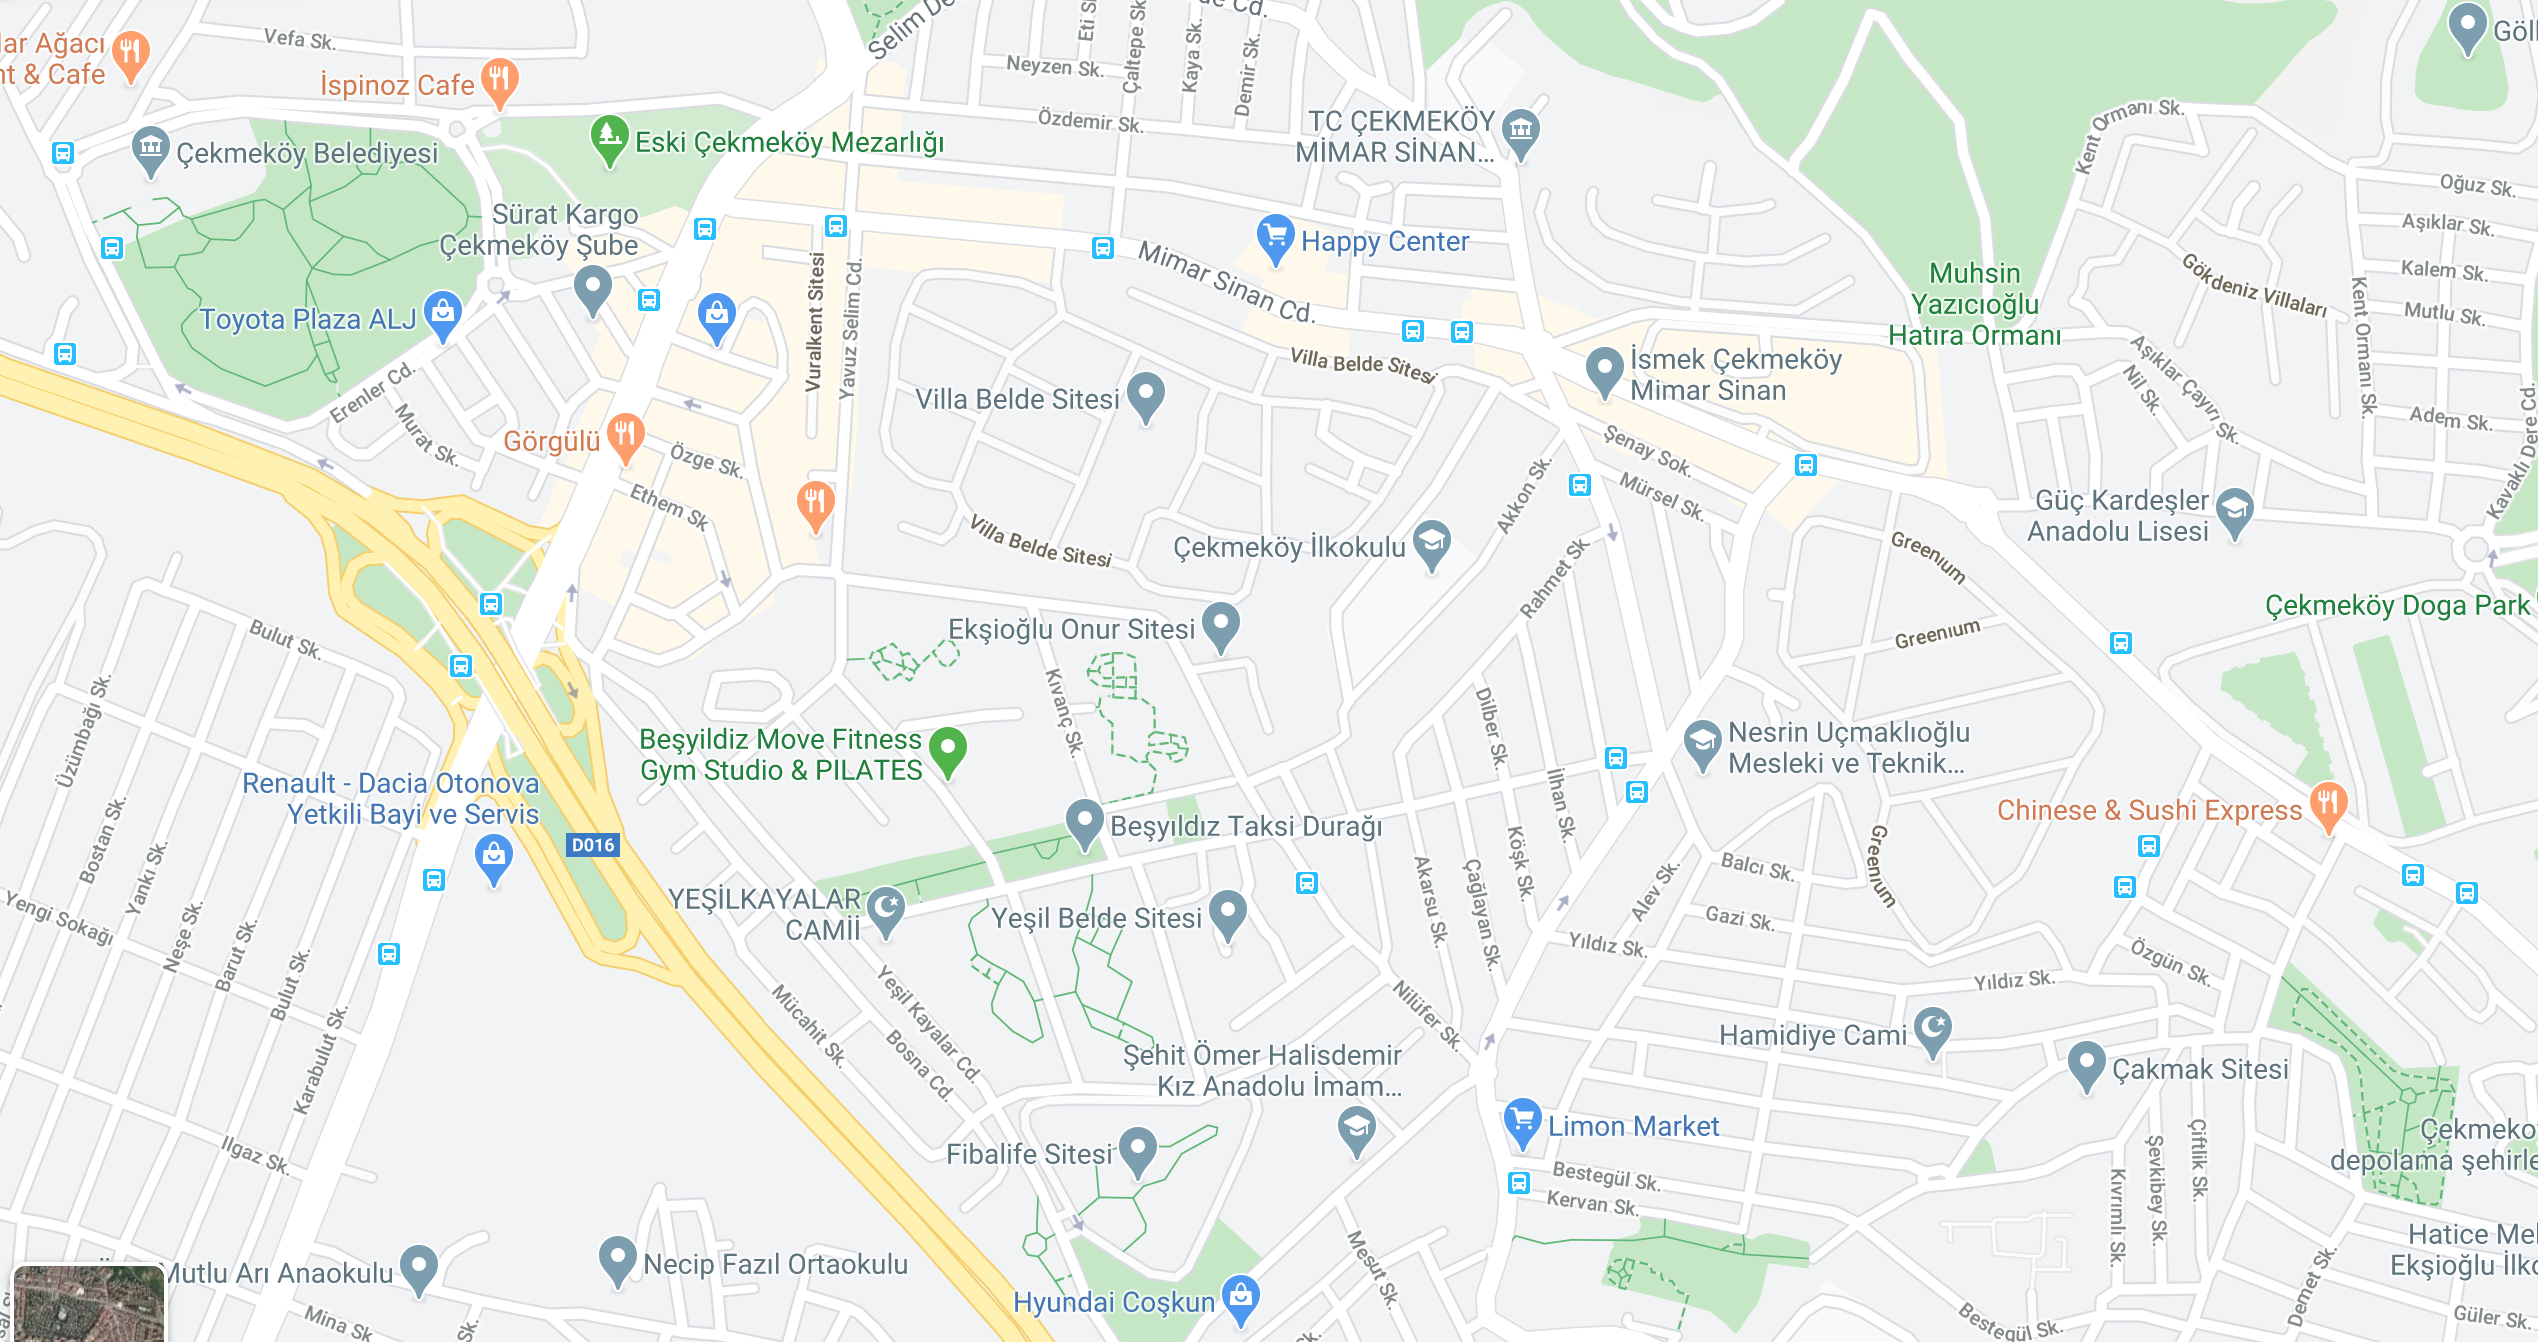 Selim De
de Cd.
Vefa Sk.
lar Ağacı
nt & Cafe
İspinoz Cafe
Neyzen Sk.
Eti Sk
Çaltepe Sk
Kaya Sk.
Demir Sk.
Özdemir Sk.
Göll
TC ÇEKMEKÖY
MİMAR SİNAN...
Kent Ormanı Sk.
Eski Çekmeköy Mezarlığı
Çekmeköy Belediyesi
Oğuz Sk.
Aşıklar Sk.
Kalem Sk.
Mutlu Sk.
Sürat Kargo
Çekmeköy Şube
Happy Center
Mimar Sinan Cd.
Toyota Plaza ALJ
Vuralkent Sitesi
Yavuz Selim Cd.
Muhsin
Yazıcıoğlu
Hatıra Ormanı
Gökdeniz Villaları
Kent Ormanı Sk.
Villa Belde Sitesi
İsmek Çekmeköy
Mimar Sinan
Aşıklar Çayırı Sk.
Nil Sk.
Adem Sk.
Kavaklı Dere Cd.
Erenler Cd.
Murat Sk.
Villa Belde Sitesi
Görgülü
Özge Sk.
Ethem Sk
Şenay Sok.
Mürsel Sk.
Akkon Sk.
Güç Kardeşler
Anadolu Lisesi
Villa Belde Sitesi
Çekmeköy İlkokulu
Rahmet Sk
Greenıum
Greenıum
Çekmeköy Doga Park
Ekşioğlu Onur Sitesi
Bulut Sk.
Üzümbağı Sk.
Kıvanç Sk.
Dilber Sk.
Beşyildiz Move Fitness
Gym Studio & PILATES
Nesrin Uçmaklıoğlu
Mesleki ve Teknik...
Renault - Dacia Otonova
Yetkili Bayi ve Servis
D016
İlhan Sk.
Chinese & Sushi Express
Beşyıldız Taksi Durağı
Bostan Sk.
Yankı Sk.
Köşk Sk.
Greenıum
Balcı Sk.
Akarsu Sk.
Çağlayan Sk.
Alev Sk.
YEŞİLKAYALAR
CAMİİ
Yeşil Belde Sitesi
Gazi Sk.
Yengi Sokağı
Neşe Sk.
Barut Sk.
Bulut Sk.
Yıldız Sk.
Yıldız Sk.
Özgün Sk.
Yeşil Kayalar Cd.
Mücahit Sk.
Bosna Cd.
Nilüfer Sk.
Karabulut Sk.
Hamidiye Cami
Çakmak Sitesi
Şehit Ömer Halisdemir
Kız Anadolu İmam...
Limon Market
Ilgaz Sk.
Fibalife Sitesi
Bestegül Sk.
Kervan Sk.
Kıvrımlı Sk.
Şevkibey Sk.
Çiftlik Sk.
Çekmeköy
depolama şehirle
Hatice Meh
Ekşioğlu İlko
Mutlu Arı Anaokulu
Necip Fazıl Ortaokulu
Mesut Sk.
Hyundai Coşkun
Mina Sk
Sk.
Sk.
Bestegül Sk.
Demet Sk.
Güler Sk.